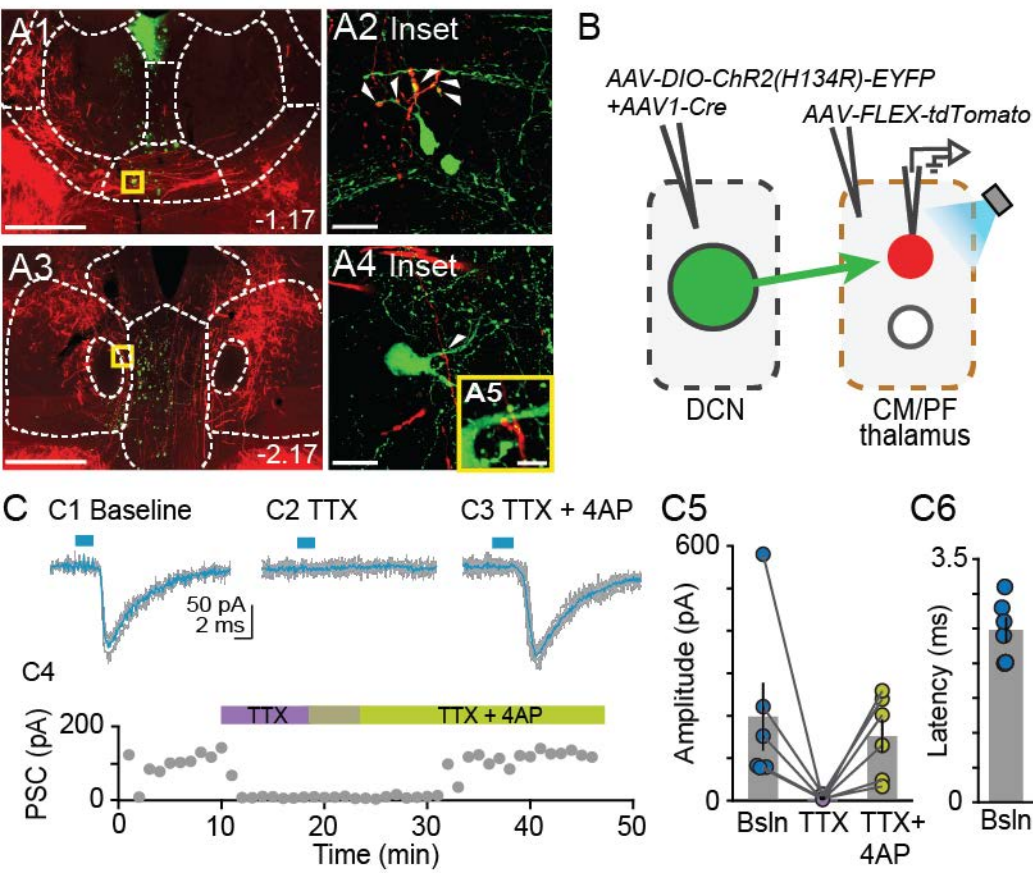 A1
A2 Inset
-1.17
A3
A4 Inset
A5
-2.17
B
AAV-DIO-ChR2(H134R)-EYFP
+AAV1-Cre
AAV-FLEX-tdTomato
DCN
CM/PF
thalamus
C
C1 Baseline
C2 TTX
C3 TTX + 4AP
50 pA
2 ms
C4
TTX
TTX + 4AP
200
0
PSC (pA)
0
10
20
30
40
50
Time (min)
C5
600
0
Amplitude (pA)
Bsln
TTX
TTX+
4AP
C6
3.5
0
Latency (ms)
Bsln